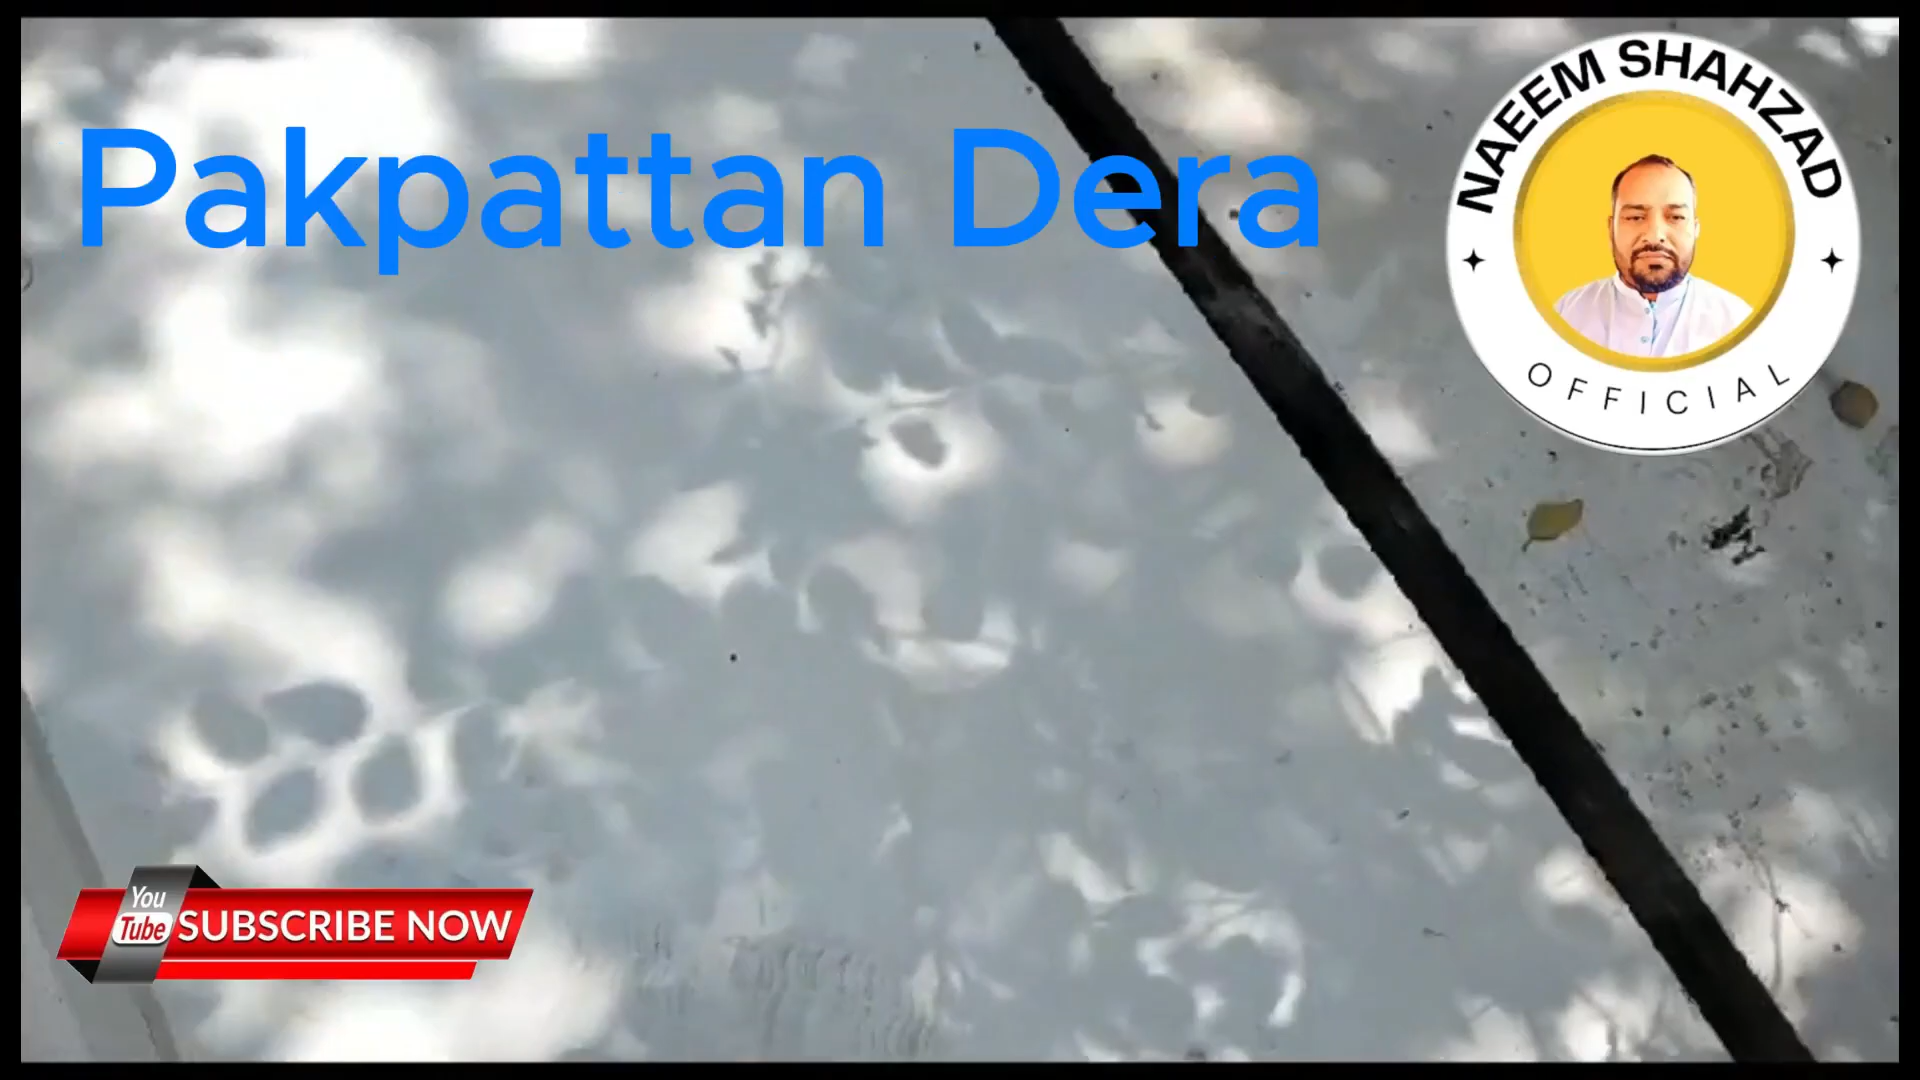 Pakpattan Dera
NAEEM SHAHZAD
OFFICIAL
You
Tube
SUBSCRIBE NOW